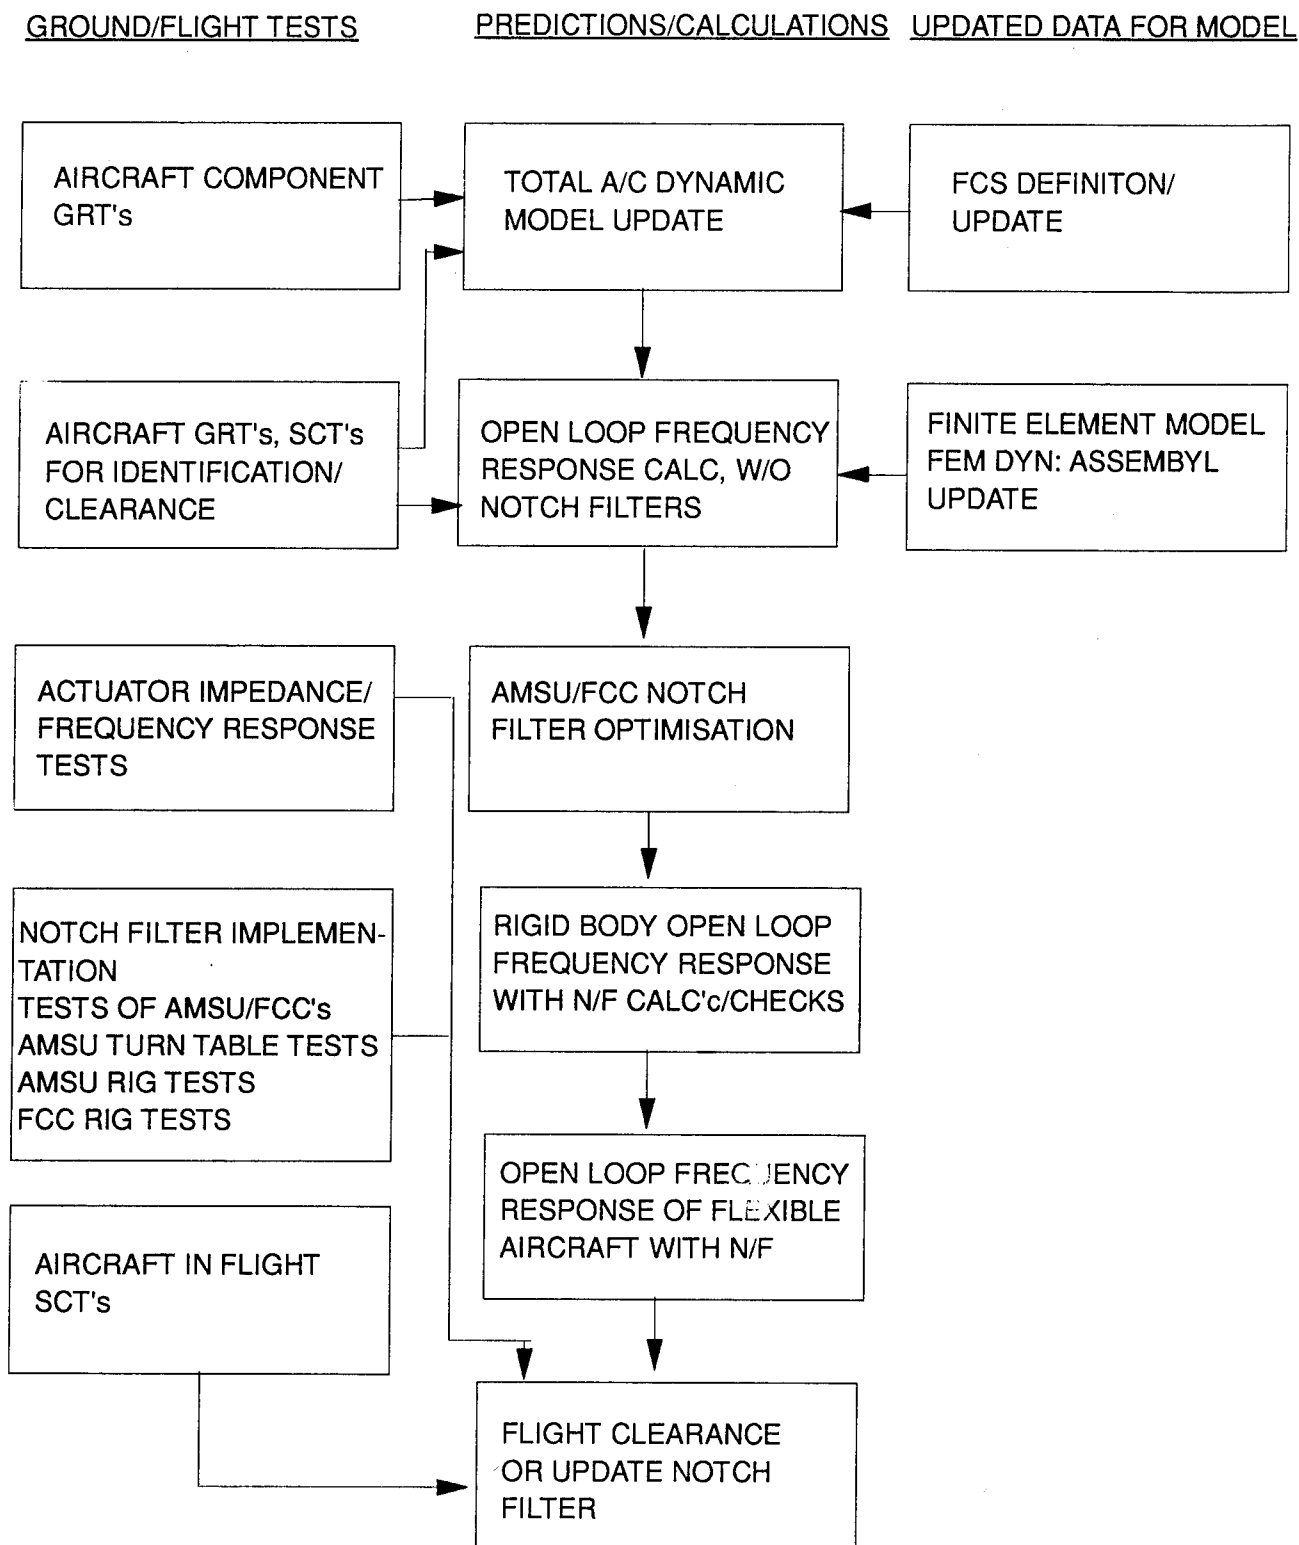 GROUND/FLIGHT TESTS
PREDICTIONS/CALCULATIONS
UPDATED DATA FOR MODEL
AIRCRAFT COMPONENT
GRT's
TOTAL A/C DYNAMIC
MODEL UPDATE
FCS DEFINITON/
UPDATE
AIRCRAFT GRT's, SCT's
FOR IDENTIFICATION/
CLEARANCE
OPEN LOOP FREQUENCY
RESPONSE CALC, W/O
NOTCH FILTERS
FINITE ELEMENT MODEL
FEM DYN: ASSEMBYL
UPDATE
ACTUATOR IMPEDANCE/
FREQUENCY RESPONSE
TESTS
AMSU/FCC NOTCH
FILTER OPTIMISATION
NOTCH FILTER IMPLEMEN-
TATION
TESTS OF AMSU/FCC's
AMSU TURN TABLE TESTS
AMSU RIG TESTS
FCC RIG TESTS
RIGID BODY OPEN LOOP
FREQUENCY RESPONSE
WITH N/F CALC'c/CHECKS
OPEN LOOP FREQUENCY
RESPONSE OF FLEXIBLE
AIRCRAFT WITH N/F
AIRCRAFT IN FLIGHT
SCT's
FLIGHT CLEARANCE
OR UPDATE NOTCH
FILTER